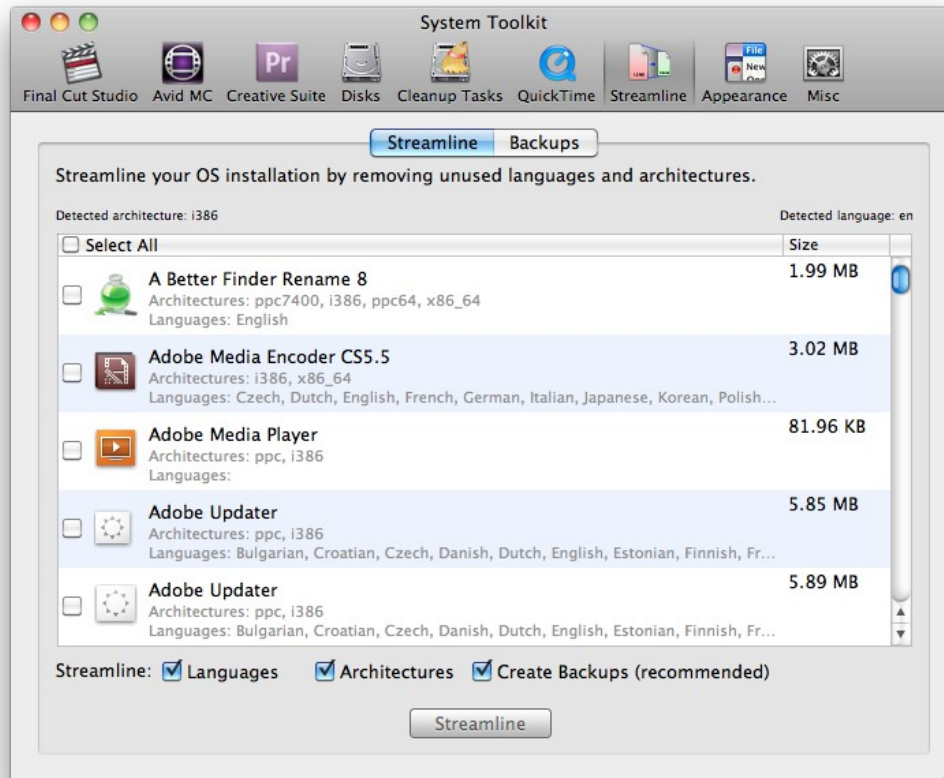 System Toolkit
Pr
File
New
Final Cut Studio Avid MC Creative Suite Disks Cleanup Tasks QuickTime Streamline Appearance Misc
Streamline Backups
Streamline your OS installation by removing unused languages and architectures.
Detected architecture: i386 Detected language: en
Select All Size
A Better Finder Rename 8 1.99 MB
Architectures: ppc7400, i386, ppc64, x86_64
Languages: English
Adobe Media Encoder CS5.5 3.02 MB
Architectures: i386, x86_64
Languages: Czech, Dutch, English, French, German, Italian, Japanese, Korean, Polish...
Adobe Media Player 81.96 KB
Architectures: ppc, i386
Languages:
Adobe Updater 5.85 MB
Architectures: ppc, i386
Languages: Bulgarian, Croatian, Czech, Danish, Dutch, English, Estonian, Finnish, Fr...
Adobe Updater 5.89 MB
Architectures: ppc, i386
Languages: Bulgarian, Croatian, Czech, Danish, Dutch, English, Estonian, Finnish, Fr...
Streamline: Languages Architectures Create Backups (recommended)
Streamline